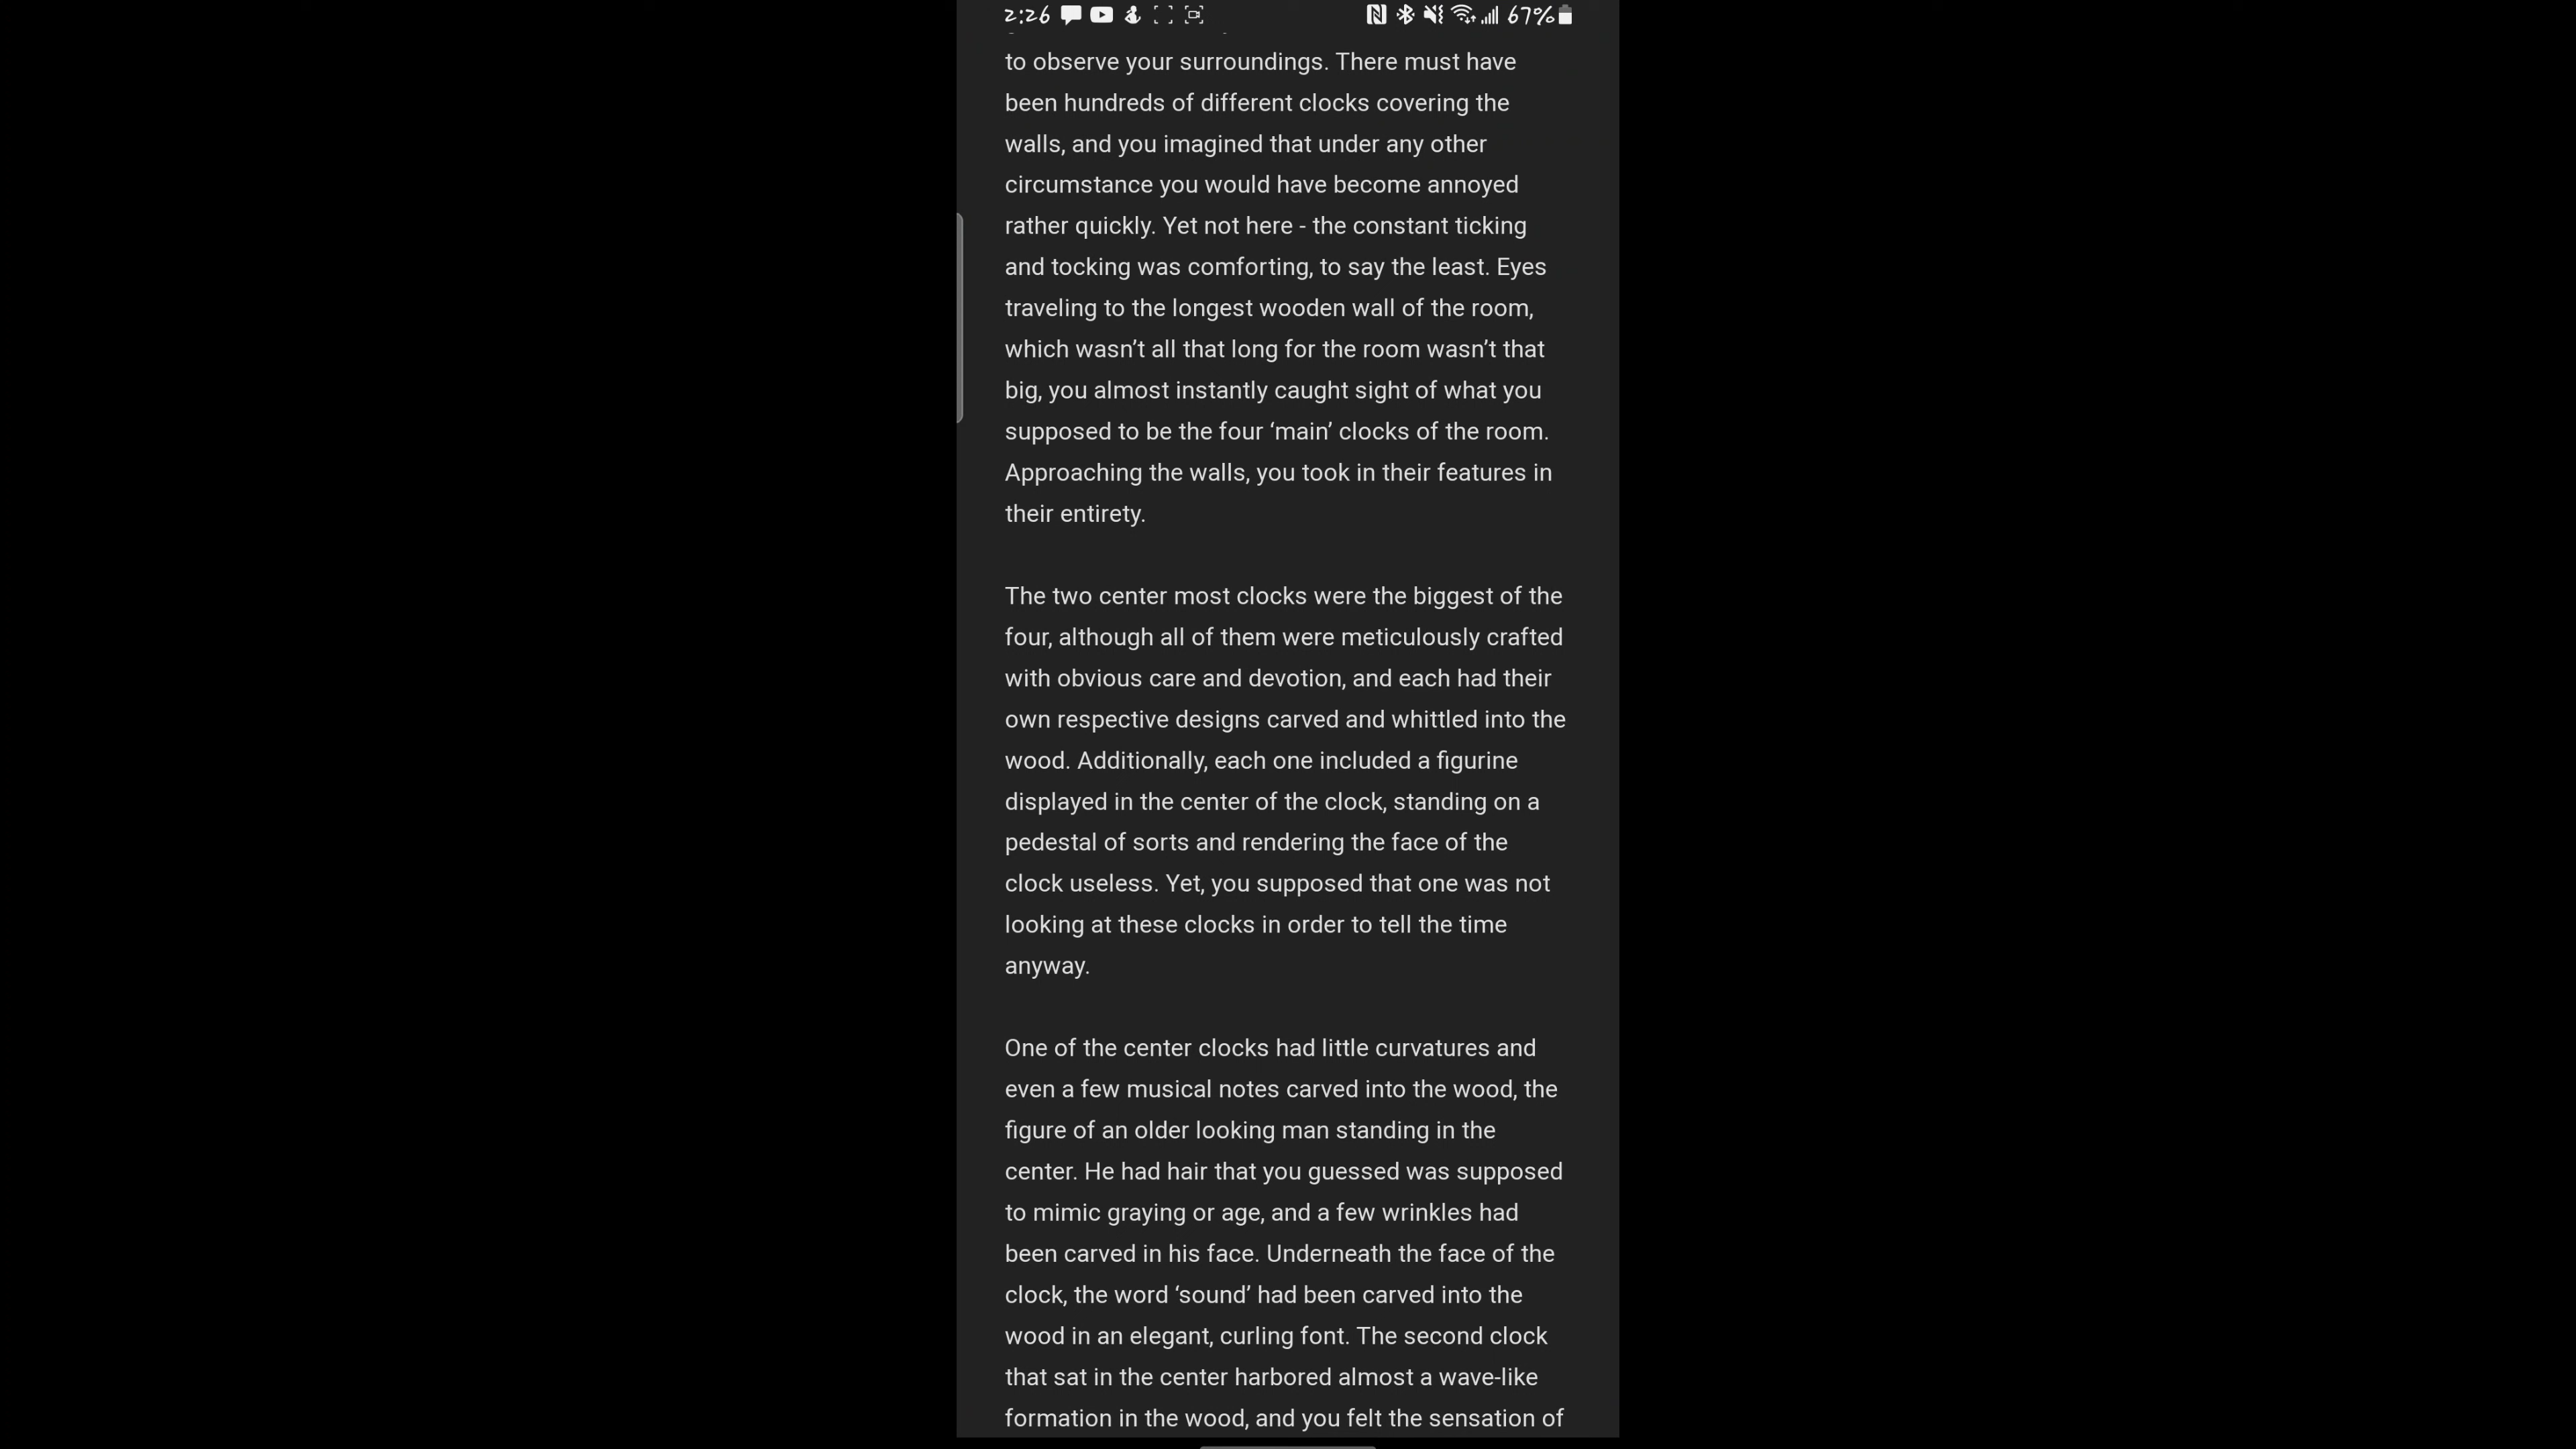 2:26 67%
to observe your surroundings. There must have
been hundreds of different clocks covering the
walls, and you imagined that under any other
circumstance you would have become annoyed
rather quickly. Yet not here - the constant ticking
and tocking was comforting, to say the least. Eyes
traveling to the longest wooden wall of the room,
which wasn’t all that long for the room wasn’t that
big, you almost instantly caught sight of what you
supposed to be the four ‘main’ clocks of the room.
Approaching the walls, you took in their features in
their entirety.
The two center most clocks were the biggest of the
four, although all of them were meticulously crafted
with obvious care and devotion, and each had their
own respective designs carved and whittled into the
wood. Additionally, each one included a figurine
displayed in the center of the clock, standing on a
pedestal of sorts and rendering the face of the
clock useless. Yet, you supposed that one was not
looking at these clocks in order to tell the time
anyway.
One of the center clocks had little curvatures and
even a few musical notes carved into the wood, the
figure of an older looking man standing in the
center. He had hair that you guessed was supposed
to mimic graying or age, and a few wrinkles had
been carved in his face. Underneath the face of the
clock, the word ‘sound’ had been carved into the
wood in an elegant, curling font. The second clock
that sat in the center harbored almost a wave-like
formation in the wood, and you felt the sensation of